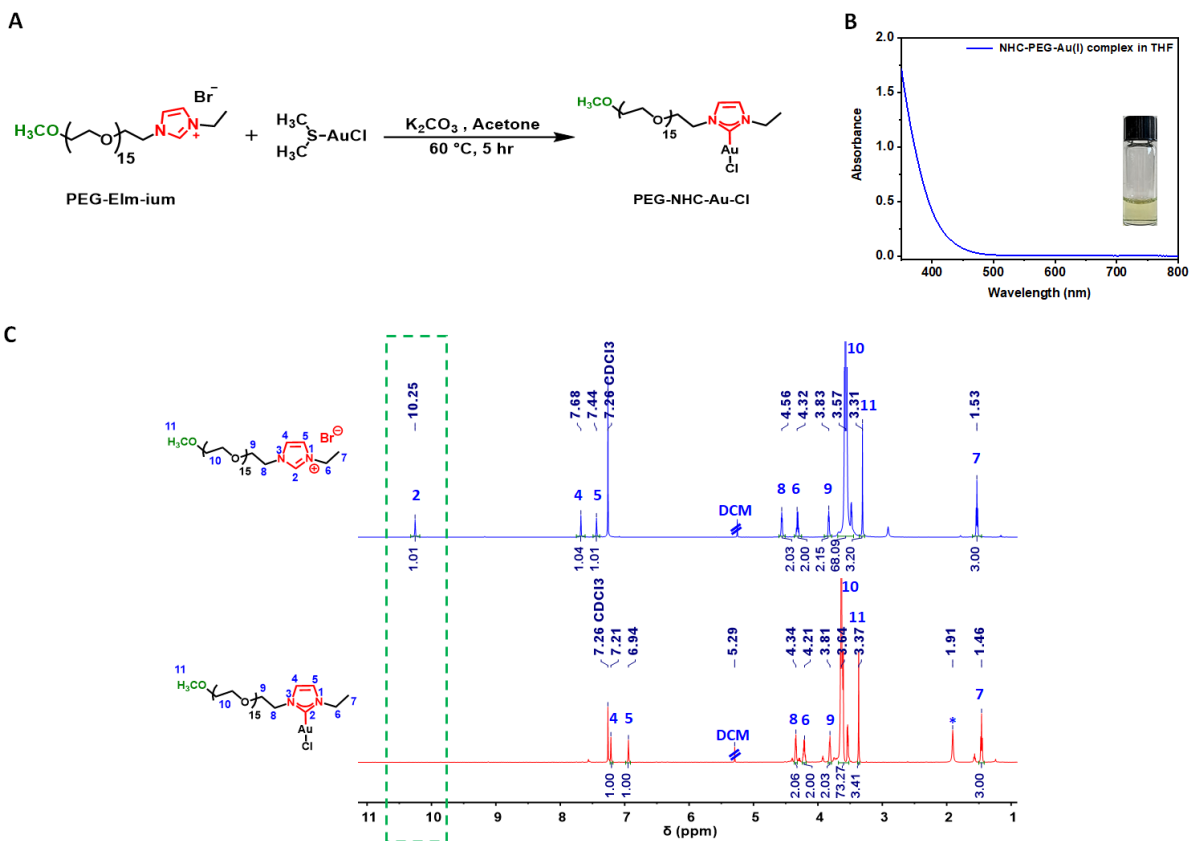 A
Br⁻
H₃CO
O
15
N
N
+
PEG-EIm-ium
+
H₃C
S-AuCl
H₃C
K₂CO₃ , Acetone
60 °C, 5 hr
H₃CO
O
15
N
N
Au
Cl
PEG-NHC-Au-Cl
B
NHC-PEG-Au(I) complex in THF
2.0
1.5
1.0
0.5
0.0
Absorbance
400 500 600 700 800
Wavelength (nm)
C
10.25
7.68
7.44
7.26 CDCl3
4.56
4.32
3.83
3.57
3.31
1.53
10
11
2
4
5
DCM
8
6
9
7
1.01
1.04
1.01
2.03
2.00
2.15
68.09
3.20
3.00
11
H₃CO
10
O
15
9
8
4
5
3
N
1
N
2
⊕
Br⊖
6
7
7.26 CDCl3
7.21
6.94
5.29
4.34
4.21
3.81
3.64
3.37
1.91
1.46
10
11
4
5
DCM
8
6
9
*
7
1.00
1.00
2.06
2.00
2.03
73.27
3.41
3.00
11
H₃CO
10
O
15
9
8
4
5
3
N
1
N
2
6
7
Au
Cl
11 10 9 8 7 6 5 4 3 2 1
δ (ppm)